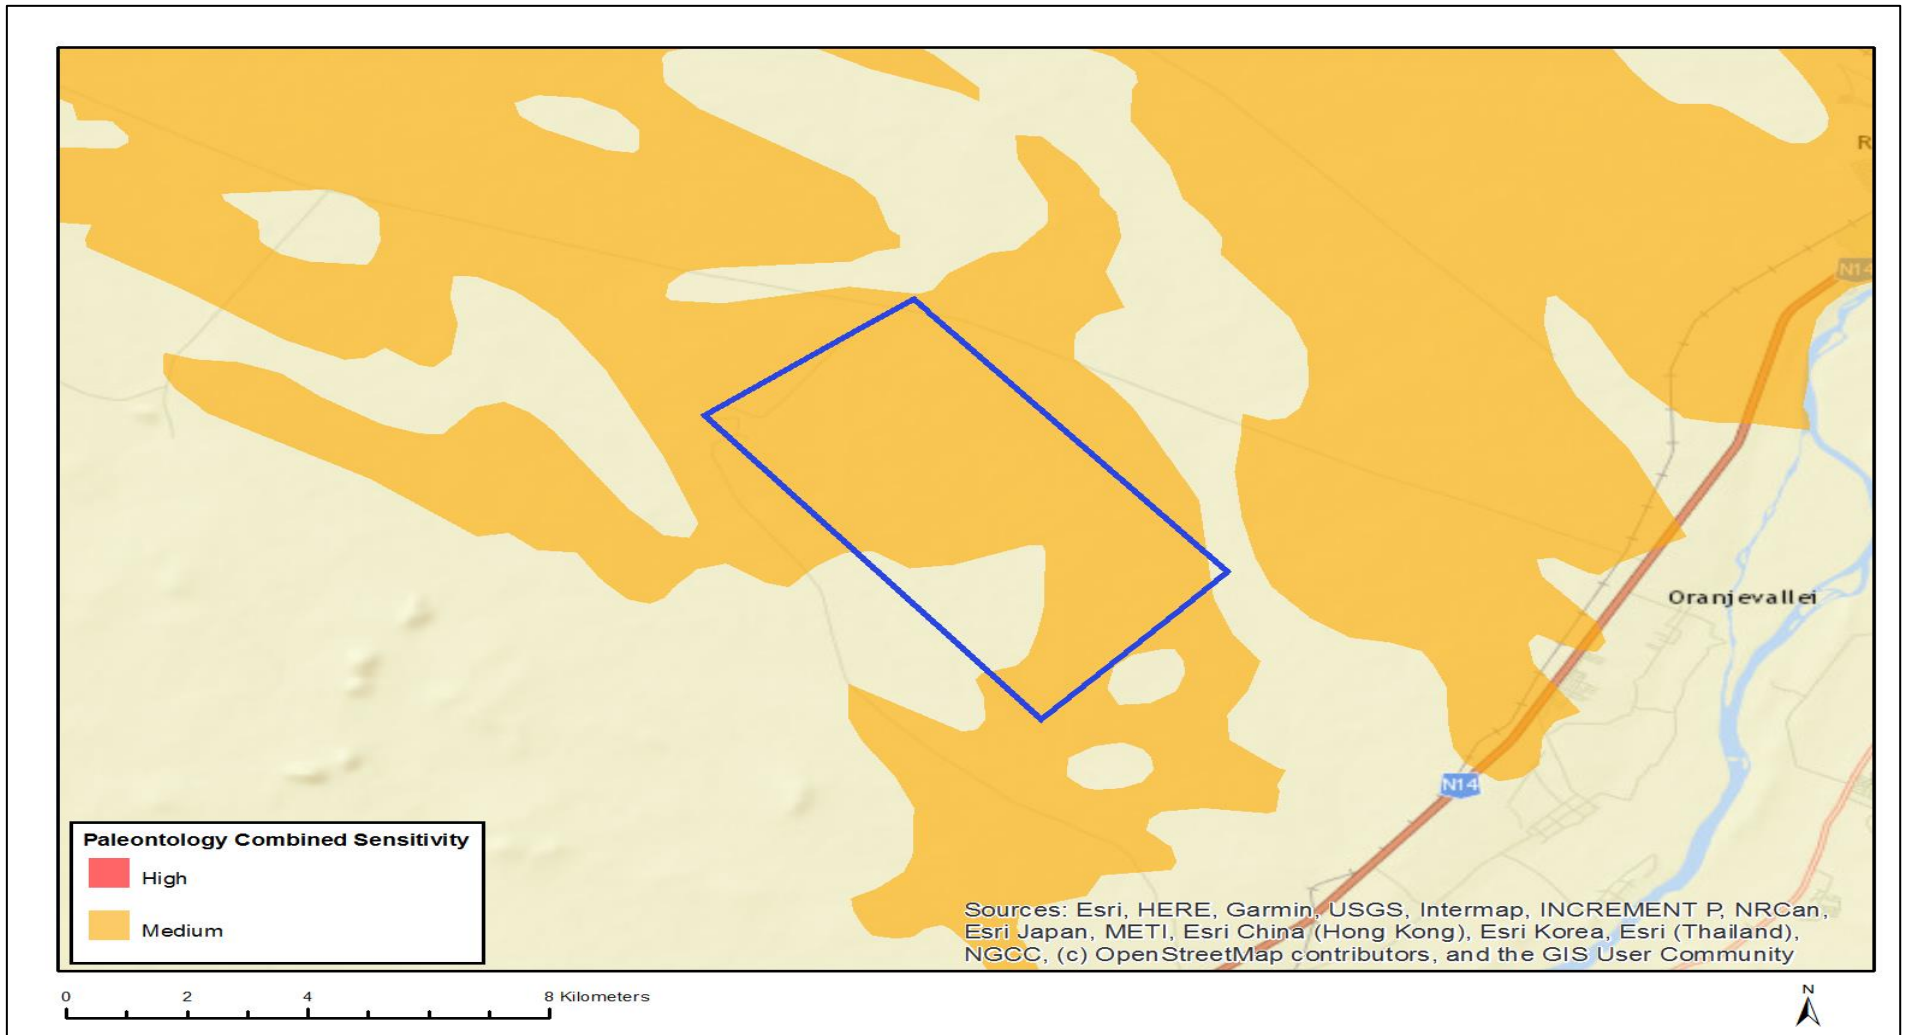 R
N14
Oranjevallei
N14
Paleontology Combined Sensitivity
High
Medium
Sources: Esri, HERE, Garmin, USGS, Intermap, INCREMENT P, NRCan,
Esri Japan, METI, Esri China (Hong Kong), Esri Korea, Esri (Thailand),
NGCC, (c) OpenStreetMap contributors, and the GIS User Community
0 2 4 8 Kilometers
N